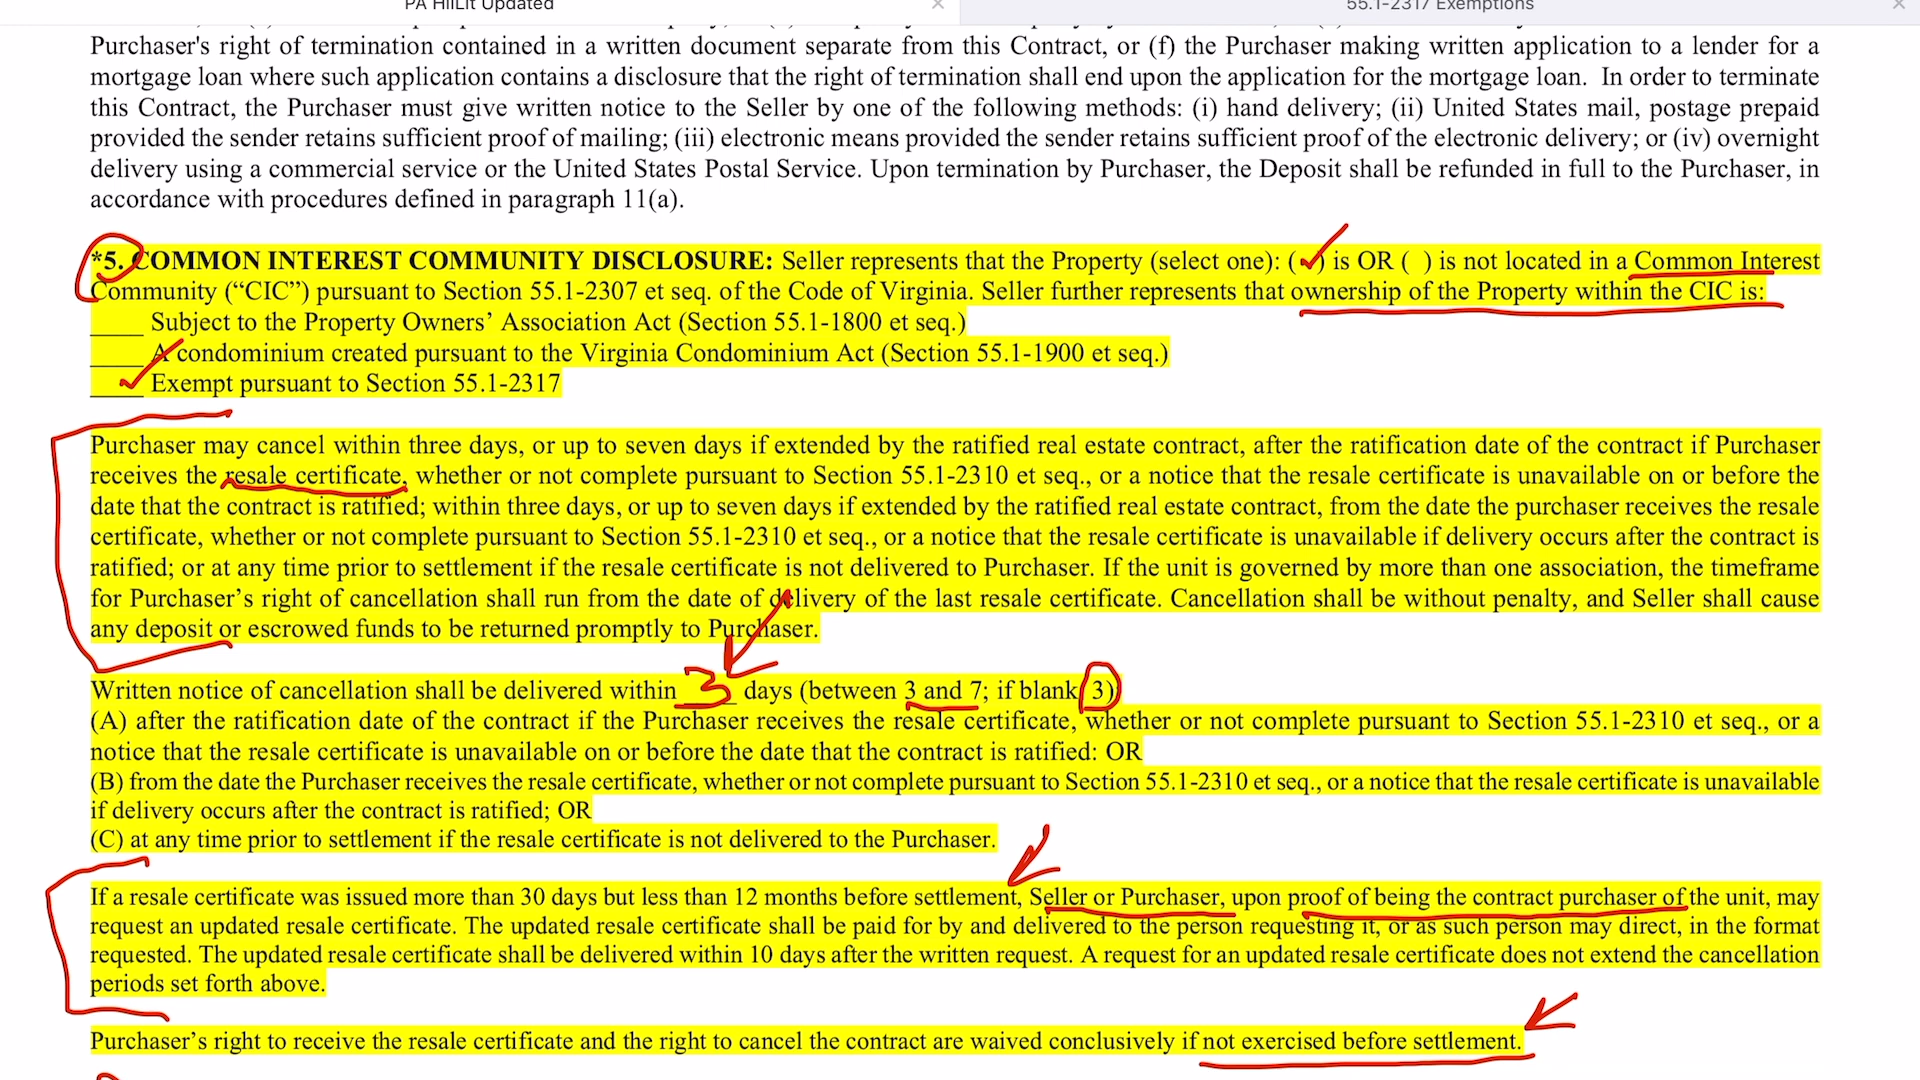 PA HiLit Updated
55.1-2317 Exemptions
Purchaser's right of termination contained in a written document separate from this Contract, or (f) the Purchaser making written application to a lender for a
mortgage loan where such application contains a disclosure that the right of termination shall end upon the application for the mortgage loan. In order to terminate
this Contract, the Purchaser must give written notice to the Seller by one of the following methods: (i) hand delivery; (ii) United States mail, postage prepaid
provided the sender retains sufficient proof of mailing; (iii) electronic means provided the sender retains sufficient proof of the electronic delivery; or (iv) overnight
delivery using a commercial service or the United States Postal Service. Upon termination by Purchaser, the Deposit shall be refunded in full to the Purchaser, in
accordance with procedures defined in paragraph 11(a).
*5. COMMON INTEREST COMMUNITY DISCLOSURE: Seller represents that the Property (select one): (✓) is OR ( ) is not located in a Common Interest
Community (“CIC”) pursuant to Section 55.1-2307 et seq. of the Code of Virginia. Seller further represents that ownership of the Property within the CIC is:
____ Subject to the Property Owners’ Association Act (Section 55.1-1800 et seq.)
____ A condominium created pursuant to the Virginia Condominium Act (Section 55.1-1900 et seq.)
__✓_ Exempt pursuant to Section 55.1-2317
Purchaser may cancel within three days, or up to seven days if extended by the ratified real estate contract, after the ratification date of the contract if Purchaser
receives the resale certificate, whether or not complete pursuant to Section 55.1-2310 et seq., or a notice that the resale certificate is unavailable on or before the
date that the contract is ratified; within three days, or up to seven days if extended by the ratified real estate contract, from the date the purchaser receives the resale
certificate, whether or not complete pursuant to Section 55.1-2310 et seq., or a notice that the resale certificate is unavailable if delivery occurs after the contract is
ratified; or at any time prior to settlement if the resale certificate is not delivered to Purchaser. If the unit is governed by more than one association, the timeframe
for Purchaser’s right of cancellation shall run from the date of delivery of the last resale certificate. Cancellation shall be without penalty, and Seller shall cause
any deposit or escrowed funds to be returned promptly to Purchaser.
Written notice of cancellation shall be delivered within 3 days (between 3 and 7; if blank 3)
(A) after the ratification date of the contract if the Purchaser receives the resale certificate, whether or not complete pursuant to Section 55.1-2310 et seq., or a
notice that the resale certificate is unavailable on or before the date that the contract is ratified: OR
(B) from the date the Purchaser receives the resale certificate, whether or not complete pursuant to Section 55.1-2310 et seq., or a notice that the resale certificate is unavailable
if delivery occurs after the contract is ratified; OR
(C) at any time prior to settlement if the resale certificate is not delivered to the Purchaser.
If a resale certificate was issued more than 30 days but less than 12 months before settlement, Seller or Purchaser, upon proof of being the contract purchaser of the unit, may
request an updated resale certificate. The updated resale certificate shall be paid for by and delivered to the person requesting it, or as such person may direct, in the format
requested. The updated resale certificate shall be delivered within 10 days after the written request. A request for an updated resale certificate does not extend the cancellation
periods set forth above.
Purchaser’s right to receive the resale certificate and the right to cancel the contract are waived conclusively if not exercised before settlement.